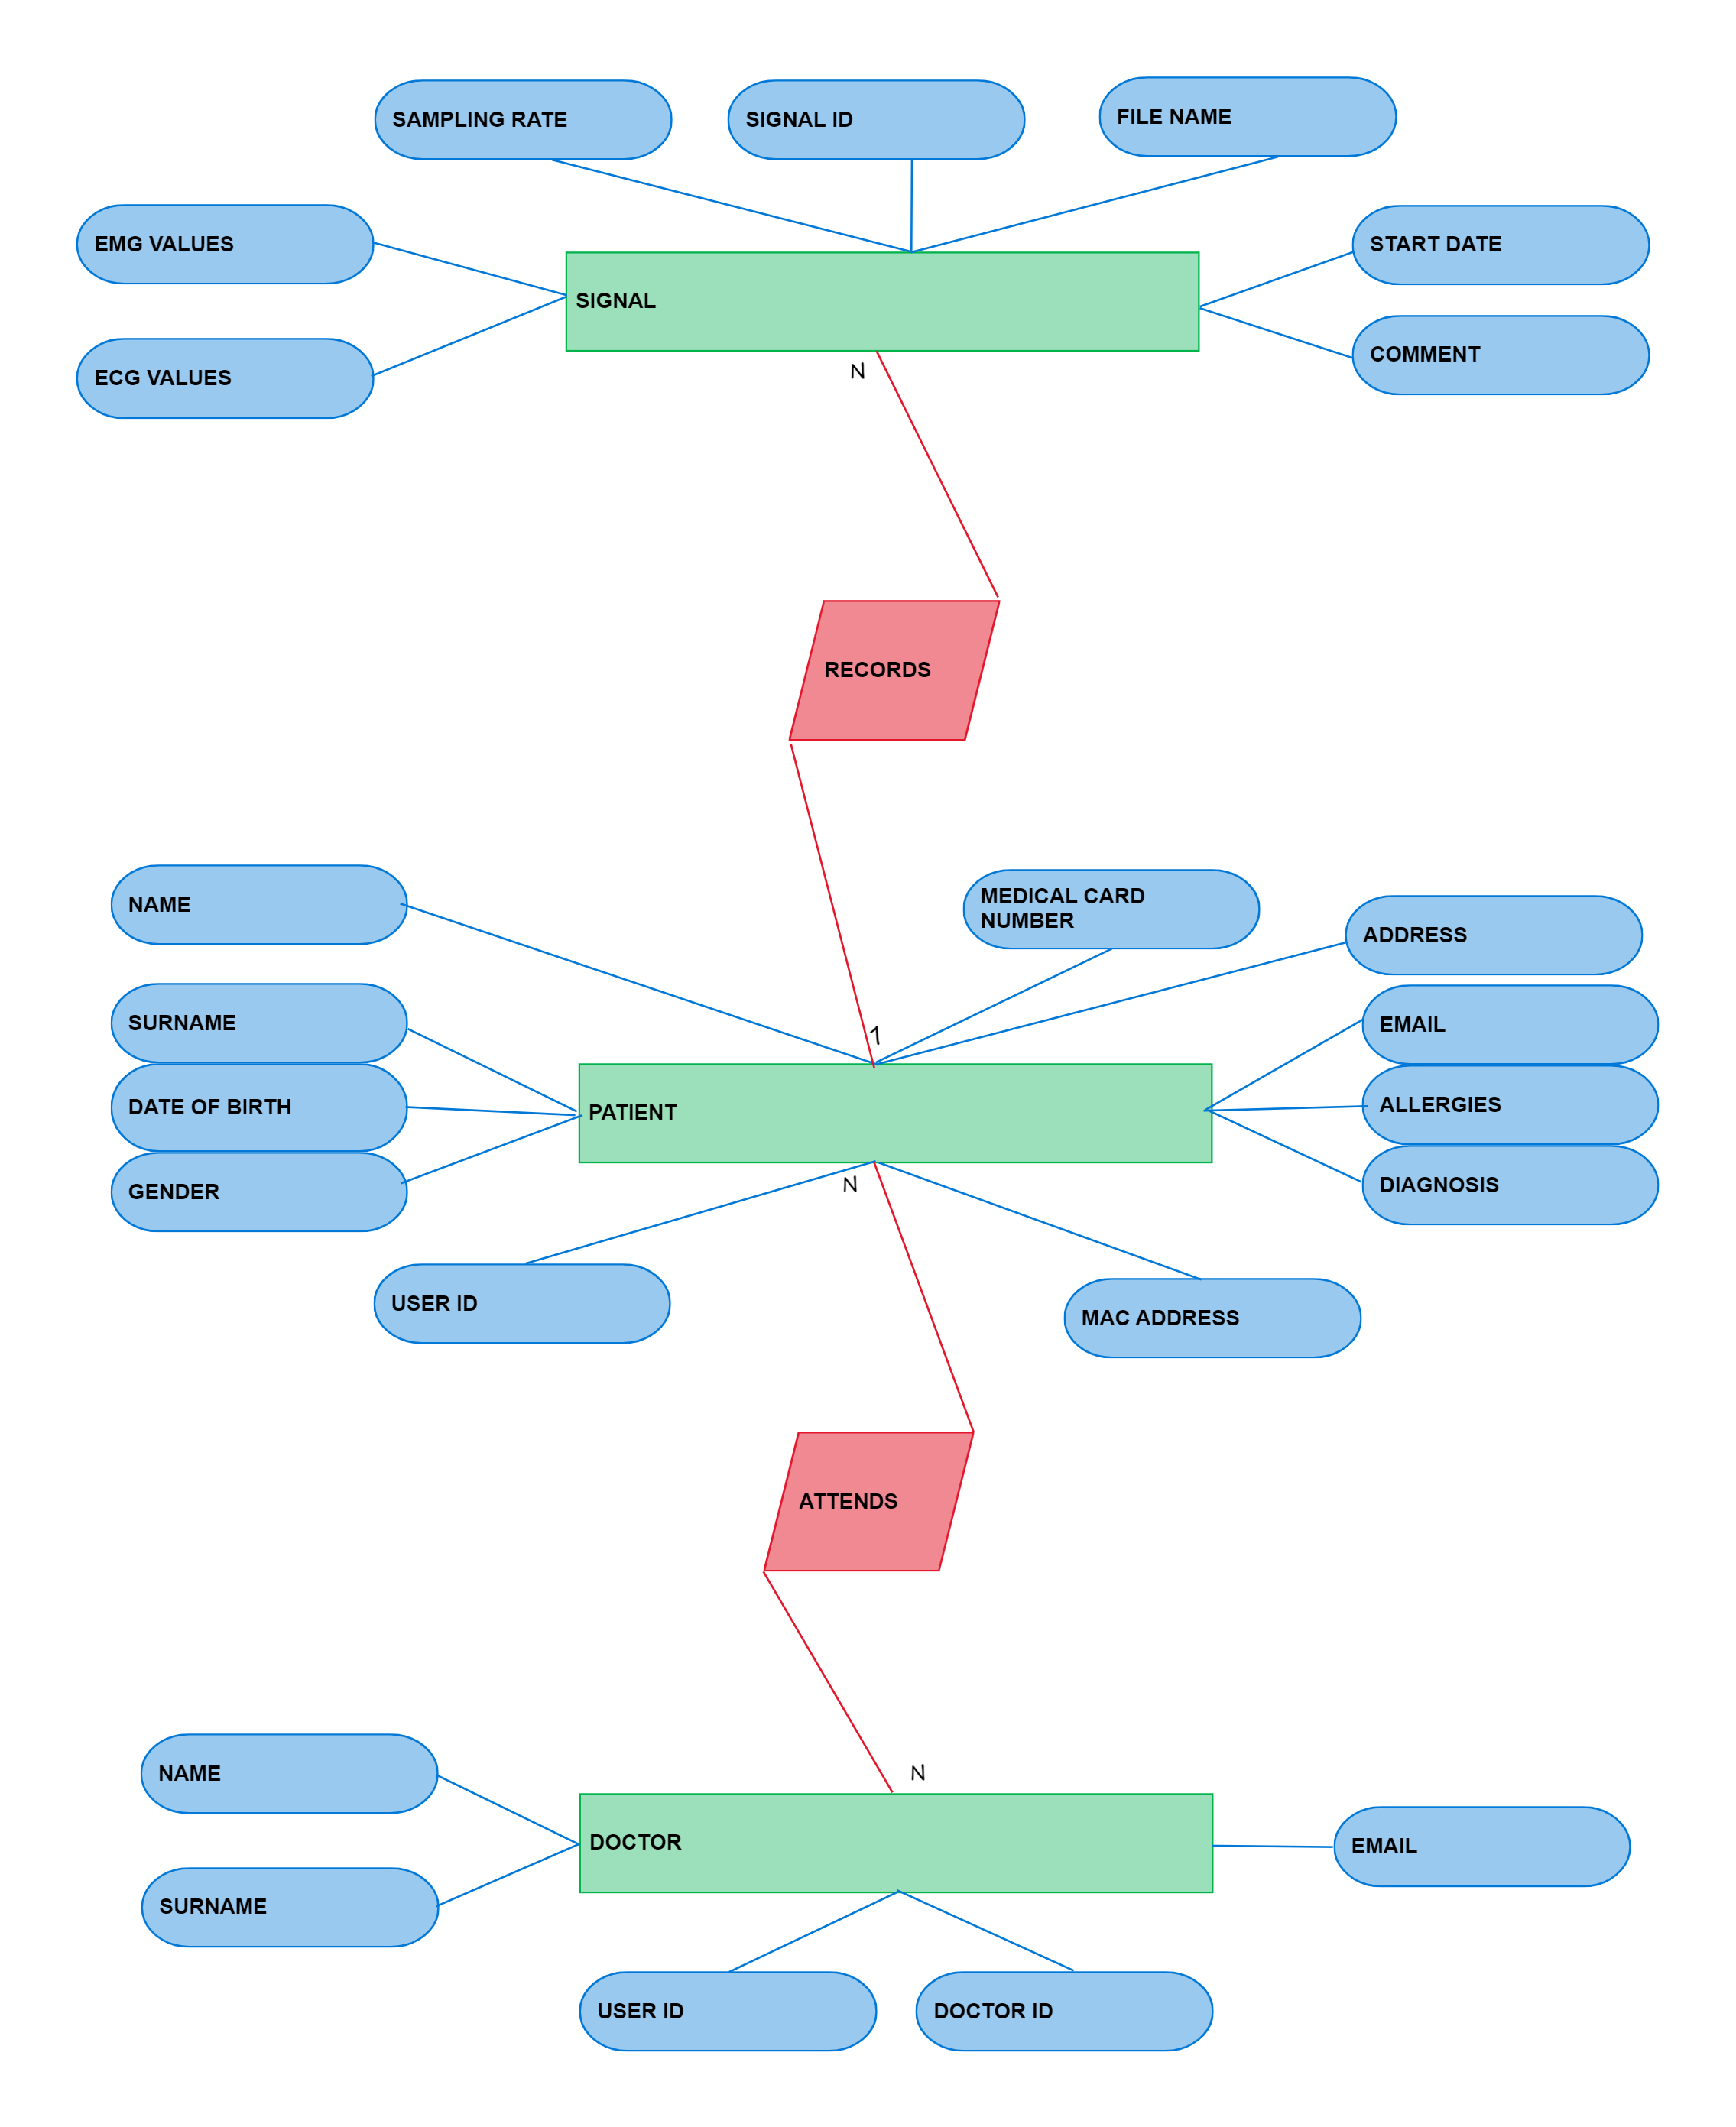 SAMPLING RATE
SIGNAL ID
FILE NAME
EMG VALUES
START DATE
SIGNAL
ECG VALUES
COMMENT
N
RECORDS
NAME
MEDICAL CARD
NUMBER
ADDRESS
SURNAME
EMAIL
1
DATE OF BIRTH
PATIENT
ALLERGIES
GENDER
N
DIAGNOSIS
USER ID
MAC ADDRESS
ATTENDS
NAME
N
DOCTOR
EMAIL
SURNAME
USER ID
DOCTOR ID